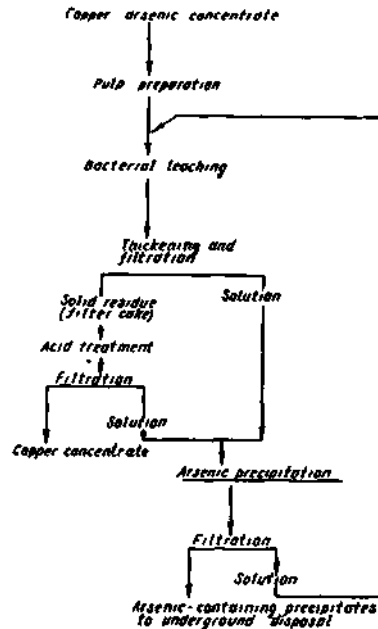 Copper arsenic concentrate
Pulp preparation
Bacterial leaching
Thickening and
filtration
Solid residue
(filter cake)
Solution
Acid treatment
Filtration
Solution
Copper concentrate
Arsenic precipitation
Filtration
Solution
Arsenic-containing precipitates
to underground disposal